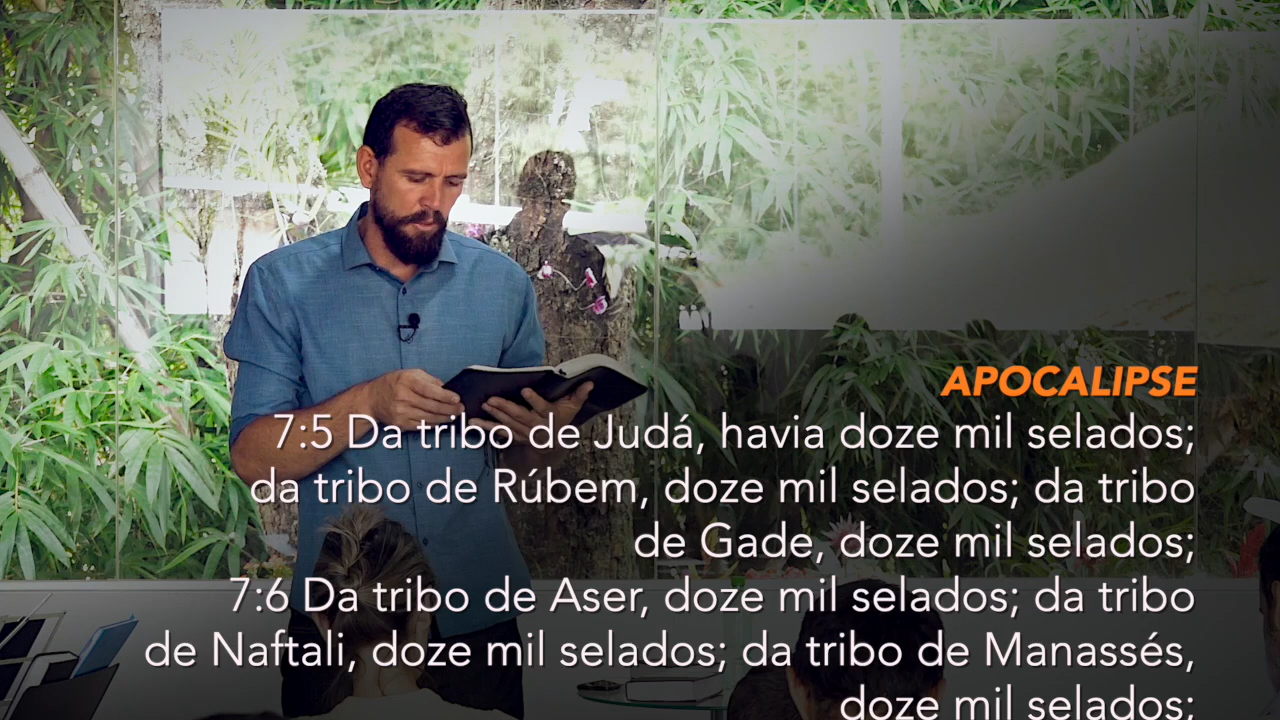 APOCALIPSE
7:5 Da tribo de Judá, havia doze mil selados;
da tribo de Rúbem, doze mil selados; da tribo
de Gade, doze mil selados;
7:6 Da tribo de Aser, doze mil selados; da tribo
de Naftali, doze mil selados; da tribo de Manassés,
doze mil selados;